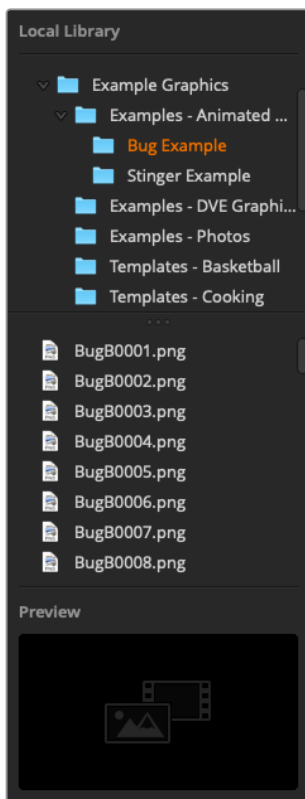 Local Library
Example Graphics
Examples - Animated ...
Bug Example
Stinger Example
Examples - DVE Graphi...
Examples - Photos
Templates - Basketball
Templates - Cooking
BugB0001.png
BugB0002.png
BugB0003.png
BugB0004.png
BugB0005.png
BugB0006.png
BugB0007.png
BugB0008.png
Preview